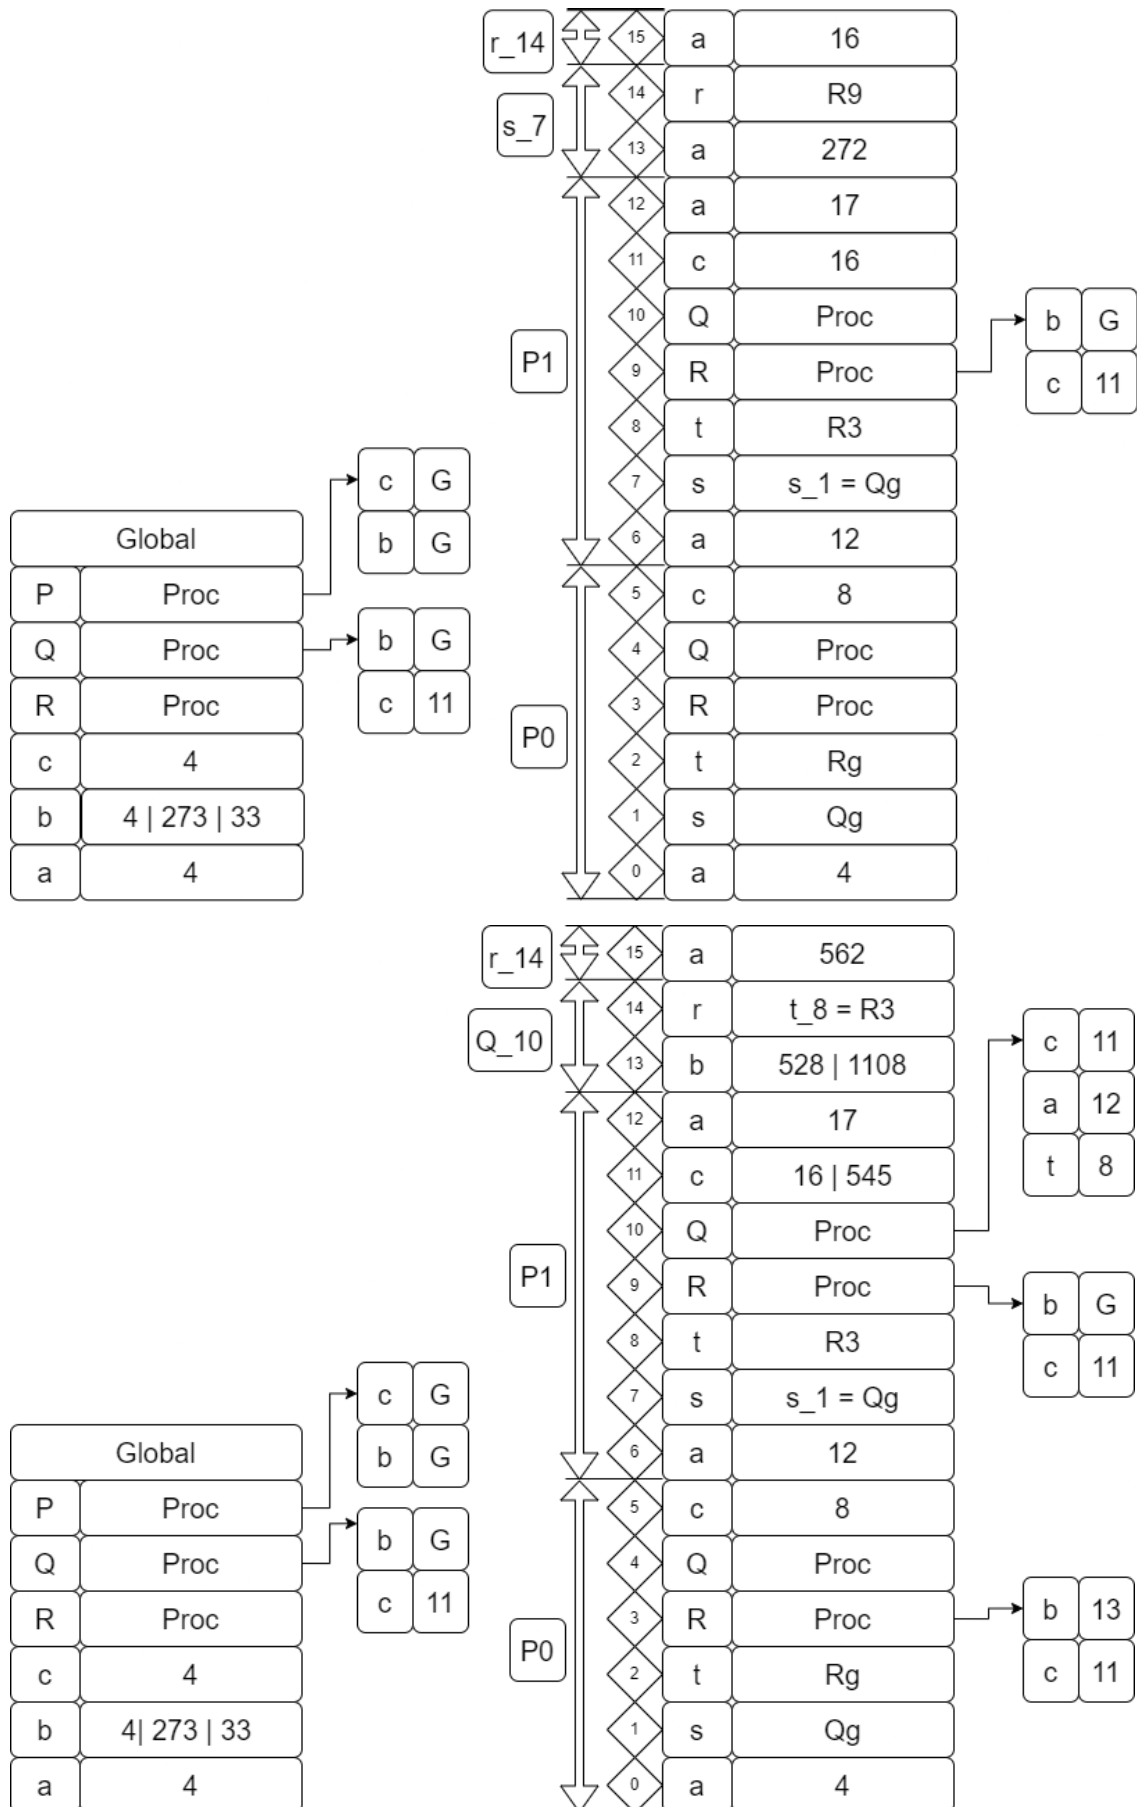 r_14 15 a 16
14 r R9
s_7
13 a 272
12 a 17
11 c 16
10 Q Proc
b G
P1
9 R Proc
c 11
8 t R3
c G
7 s s_1 = Qg
Global
6 a 12
b G
P Proc
5 c 8
Q Proc
b G
4 Q Proc
R Proc
c 11
3 R Proc
P0
c 4
2 t Rg
b 4 | 273 | 33
1 s Qg
a 4
0 a 4
r_14 15 a 562
14 r t_8 = R3
Q_10
c 11
13 b 528 | 1108
12 a 17
a 12
11 c 16 | 545
t 8
10 Q Proc
P1
9 R Proc
b G
8 t R3
c 11
c G
7 s s_1 = Qg
Global
6 a 12
b G
P Proc
5 c 8
Q Proc
b G
4 Q Proc
R Proc
c 11
3 R Proc
b 13
P0
c 4
2 t Rg
c 11
b 4| 273 | 33
1 s Qg
a 4
0 a 4